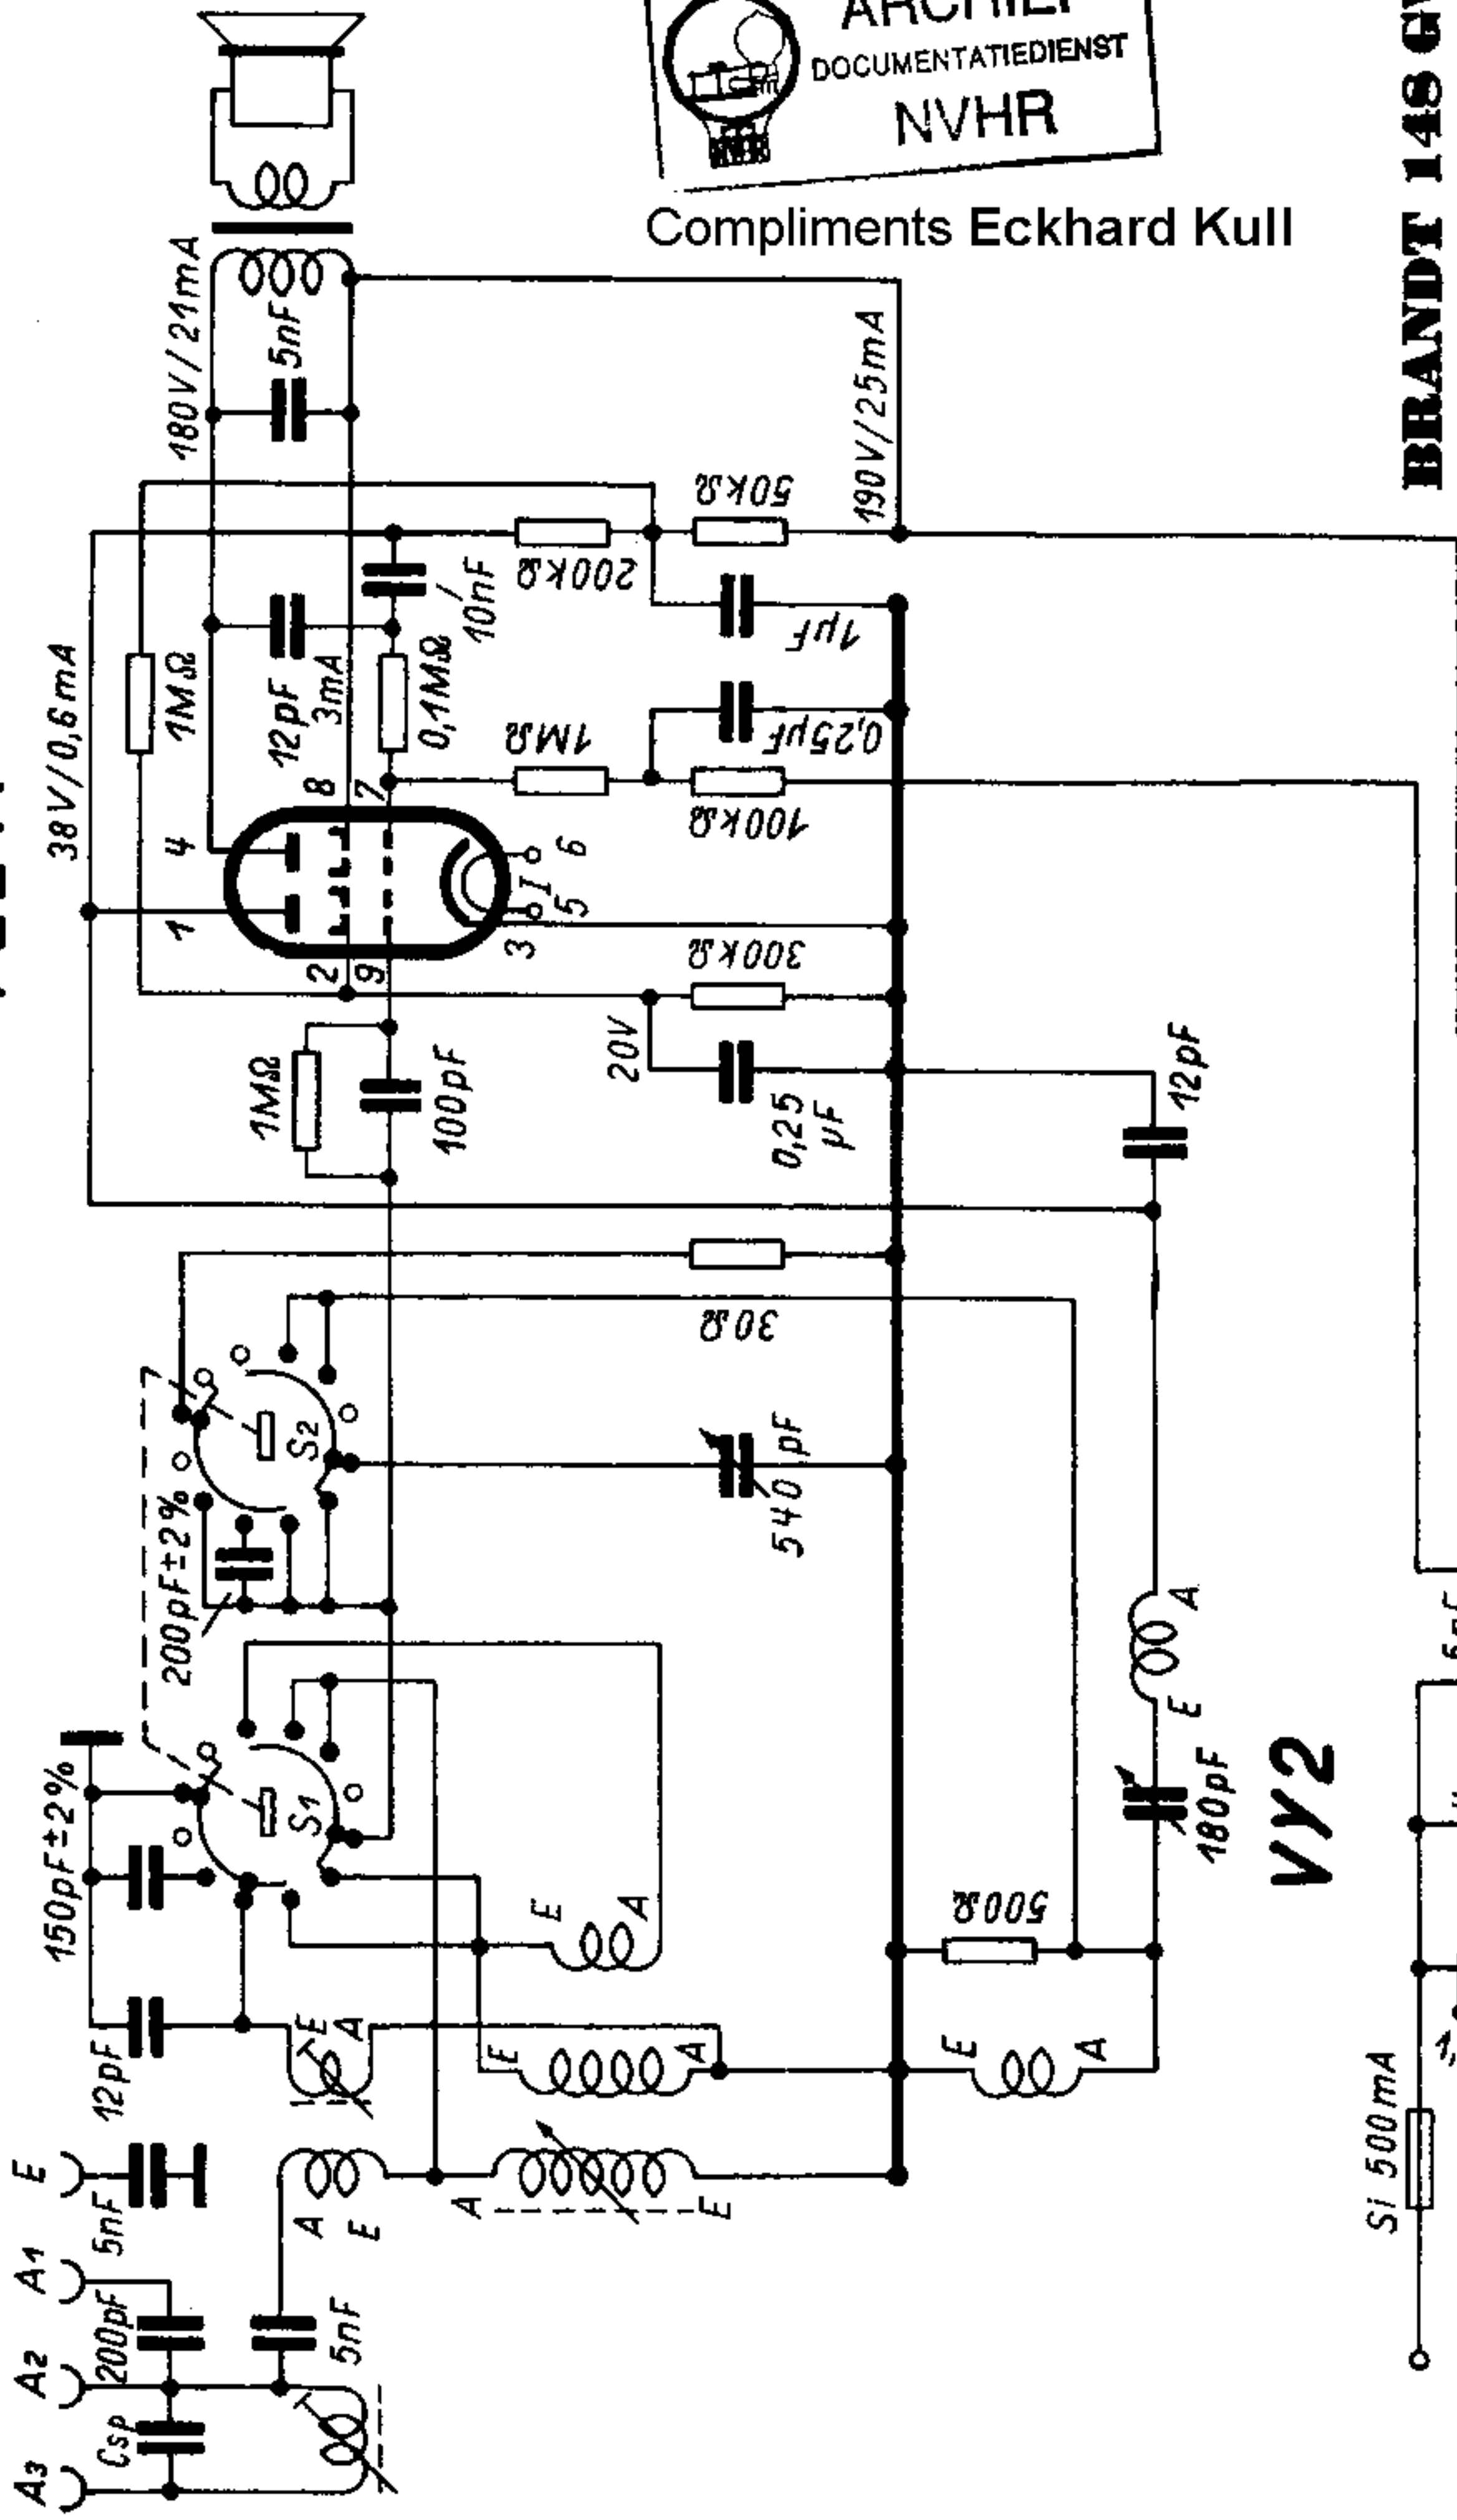 DOCUMENTATIEDIENST
NVHR
Compliments Eckhard Kull
BRANDT 148
180V//21mA
5nF
190V//25mA
50kΩ
200kΩ
10nF
1µF
38V//0,6mA
1MΩ
12pF
3mA
0,1MΩ
1MΩ
0,25µF
100kΩ
4
8
7
1
2
9
3
5
6
300kΩ
20V
0,25
µF
1MΩ
100pF
12pF
30Ω
S2
200pF±2%
540 pF
150pF±2%
S1
E
A
E
A
180pF
VY2
500Ω
12pF
E
A
E
A
E
A
E
5nF
A
E
A
E
A1
200pF
5nF
A2
Csp
A3
Si 500mA